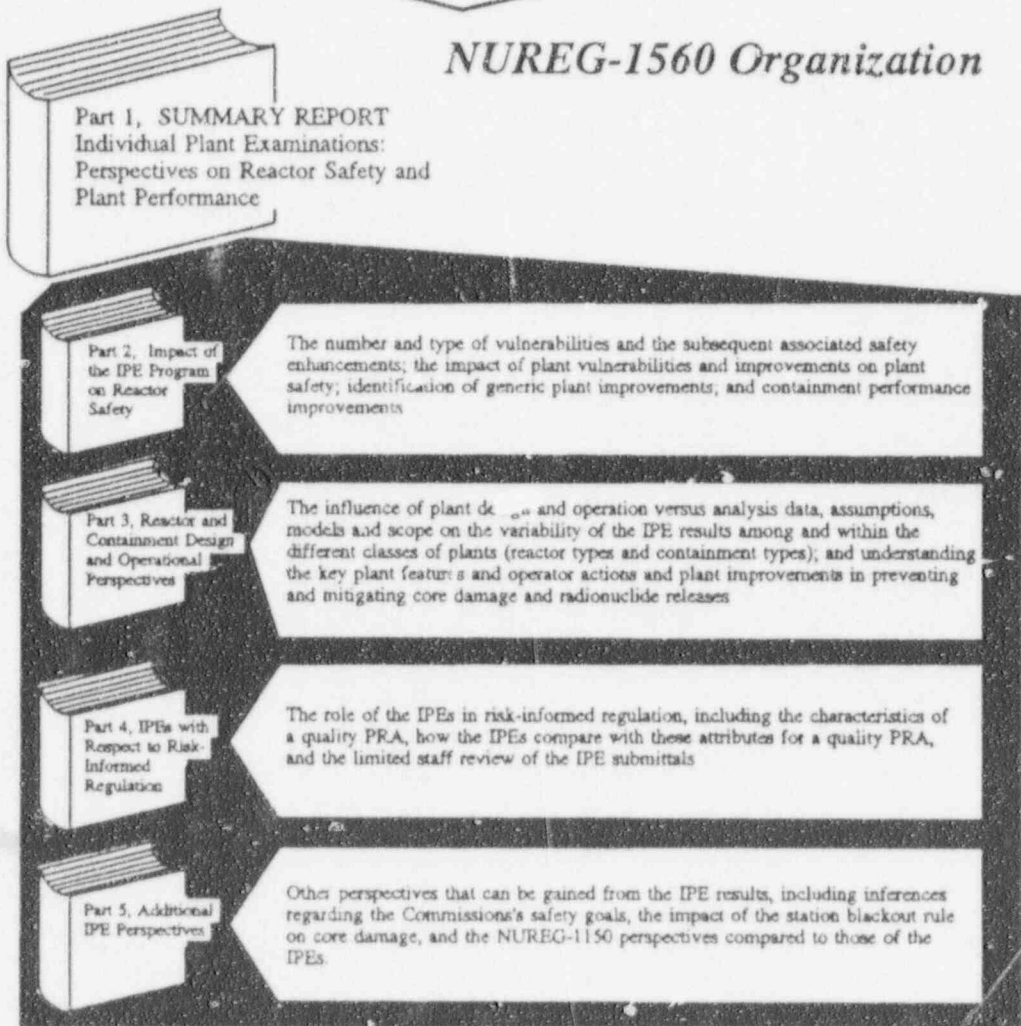 NUREG-1560 Organization
Part 1, SUMMARY REPORT
Individual Plant Examinations:
Perspectives on Reactor Safety and
Plant Performance
Part 2, Impact of
the IPE Program
on Reactor
Safety
The number and type of vulnerabilities and the subsequent associated safety
enhancements; the impact of plant vulnerabilities and improvements on plant
safety; identification of generic plant improvements; and containment performance
improvements
Part 3, Reactor and
Containment Design
and Operational
Perspectives
The influence of plant and operation versus analysis data, assumptions,
models and scope on the variability of the IPE results among and within the
different classes of plants (reactor types and containment types); and understanding
the key plant features and operator actions and plant improvements in preventing
and mitigating core damage and radionuclide releases
Part 4, IPEs with
Respect to Risk-
Informed
Regulation
The role of the IPEs in risk-informed regulation, including the characteristics of
a quality PRA, how the IPEs compare with these attributes for a quality PRA,
and the limited staff review of the IPE submittals
Part 5, Additional
IPE Perspectives
Other perspectives that can be gained from the IPE results, including inferences
regarding the Commissions's safety goals, the impact of the station blackout rule
on core damage, and the NUREG-1150 perspectives compared to those of the
IPEs.